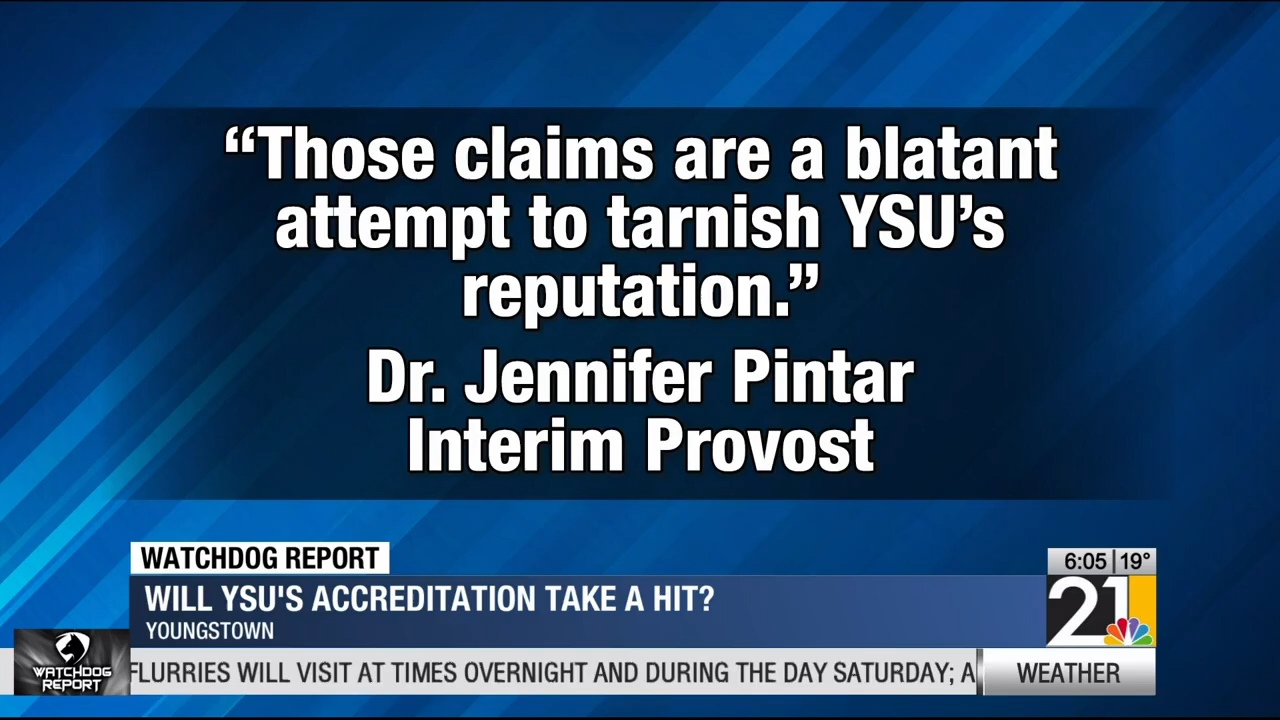 “Those claims are a blatant
attempt to tarnish YSU’s
reputation.”
Dr. Jennifer Pintar
Interim Provost
WATCHDOG REPORT
WILL YSU'S ACCREDITATION TAKE A HIT?
YOUNGSTOWN
6:05 19°
21
WATCHDOG
REPORT
FLURRIES WILL VISIT AT TIMES OVERNIGHT AND DURING THE DAY SATURDAY; A
WEATHER